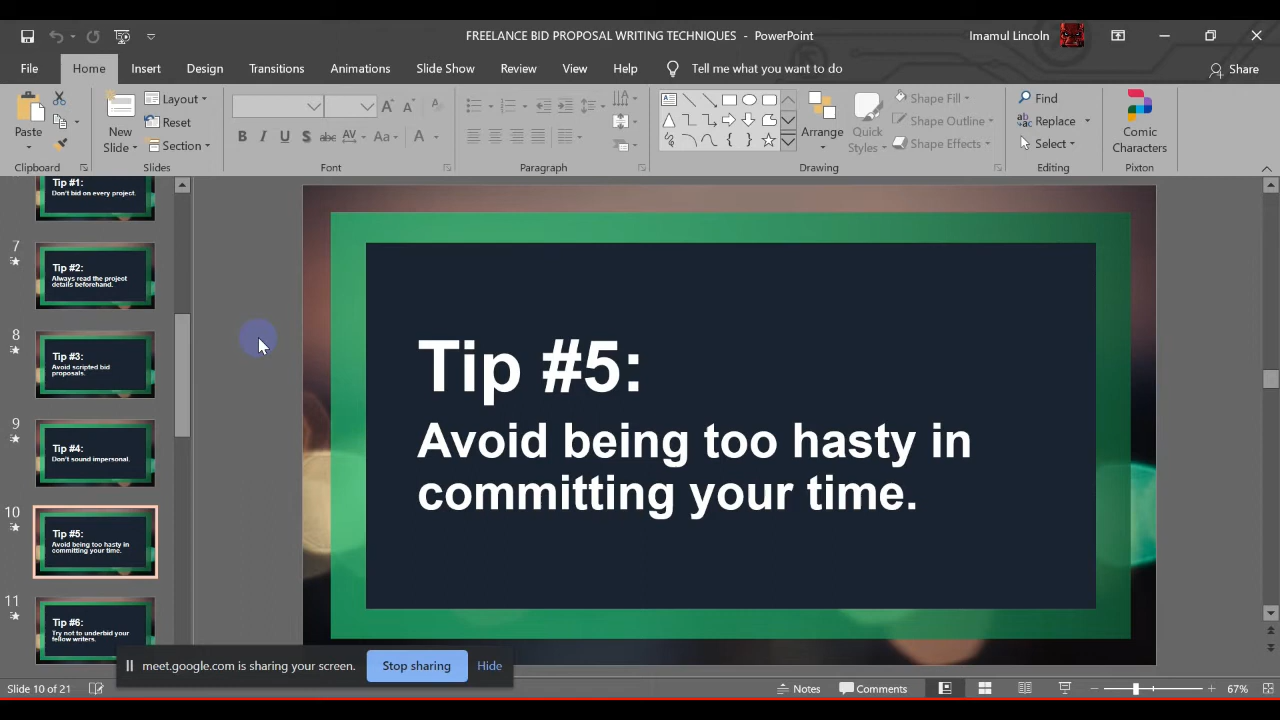 FREELANCE BID PROPOSAL WRITING TECHNIQUES - PowerPoint
Imamul Lincoln
File Home Insert Design Transitions Animations Slide Show Review View Help Tell me what you want to do
Share
Paste
New Slide
Layout
Reset
Section
B I U S abc AV Aa A
Arrange
Quick Styles
Shape Fill
Shape Outline
Shape Effects
Find
Replace
Select
Comic Characters
Clipboard Slides Font Paragraph Drawing Editing Pixton
Tip #1:
Don't bid on every project.
7
Tip #2:
Always read the project
details beforehand.
8
Tip #3:
Avoid scripted bid
proposals.
9
Tip #4:
Don't sound impersonal.
10
Tip #5:
Avoid being too hasty in
committing your time.
11
Tip #6:
Try not to underbid your
fellow writers.
Tip #5:
Avoid being too hasty in
committing your time.
meet.google.com is sharing your screen.
Stop sharing
Hide
Slide 10 of 21
Notes
Comments
67%